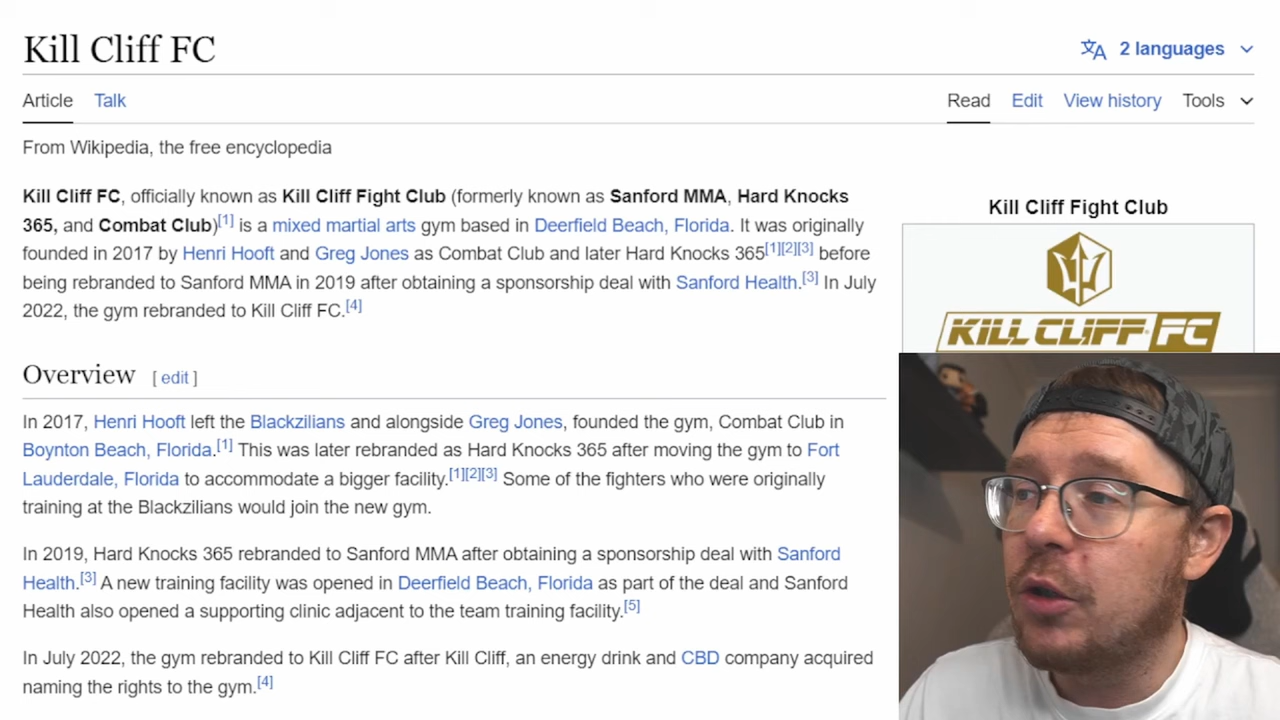 Kill Cliff FC
2 languages
Article Talk
Read Edit View history Tools
From Wikipedia, the free encyclopedia
Kill Cliff FC, officially known as Kill Cliff Fight Club (formerly known as Sanford MMA, Hard Knocks
365, and Combat Club)[1] is a mixed martial arts gym based in Deerfield Beach, Florida. It was originally
founded in 2017 by Henri Hooft and Greg Jones as Combat Club and later Hard Knocks 365[1][2][3] before
being rebranded to Sanford MMA in 2019 after obtaining a sponsorship deal with Sanford Health.[3] In July
2022, the gym rebranded to Kill Cliff FC.[4]
Kill Cliff Fight Club
KILL CLIFF FC
Overview [ edit ]
In 2017, Henri Hooft left the Blackzilians and alongside Greg Jones, founded the gym, Combat Club in
Boynton Beach, Florida.[1] This was later rebranded as Hard Knocks 365 after moving the gym to Fort
Lauderdale, Florida to accommodate a bigger facility.[1][2][3] Some of the fighters who were originally
training at the Blackzilians would join the new gym.
In 2019, Hard Knocks 365 rebranded to Sanford MMA after obtaining a sponsorship deal with Sanford
Health.[3] A new training facility was opened in Deerfield Beach, Florida as part of the deal and Sanford
Health also opened a supporting clinic adjacent to the team training facility.[5]
In July 2022, the gym rebranded to Kill Cliff FC after Kill Cliff, an energy drink and CBD company acquired
naming the rights to the gym.[4]